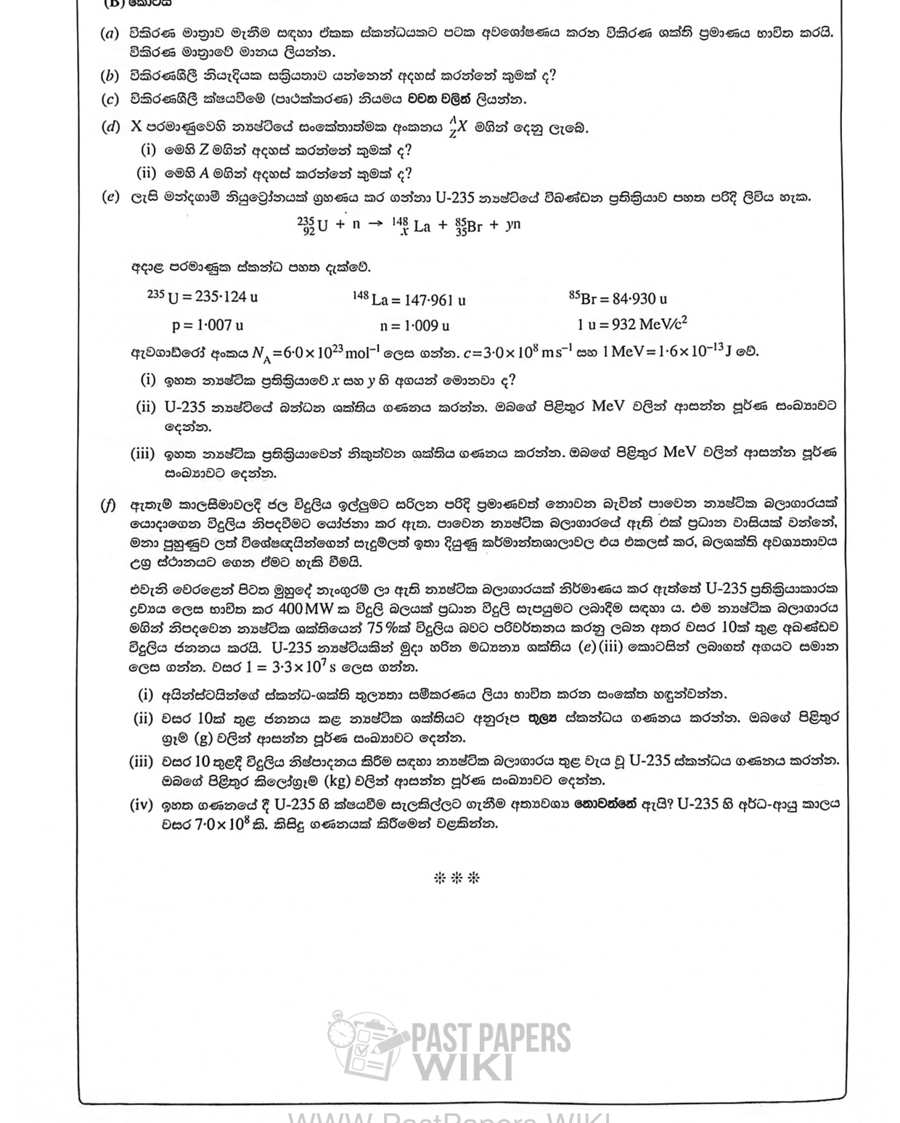 (B) කොටස
(a) විකිරණ මාත්‍රාව මැනීම සඳහා ඒකක ස්කන්ධයකට පටක අවශෝෂණය කරන විකිරණ ශක්ති ප්‍රමාණය භාවිත කරයි.
විකිරණ මාත්‍රාවේ මානය ලියන්න.
(b) විකිරණශීලී නියැදියක සක්‍රියතාව යන්නෙන් අදහස් කරන්නේ කුමක් ද?
(c) විකිරණශීලී ක්ෂයවීමේ (පෘථක්කරණ) නියමය වචන වලින් ලියන්න.
(d) X පරමාණුවෙහි න්‍යෂ්ටියේ සංකේතාත්මක අංකනය ᴬ_Z X මගින් දෙනු ලැබේ.
(i) මෙහි Z මගින් අදහස් කරන්නේ කුමක් ද?
(ii) මෙහි A මගින් අදහස් කරන්නේ කුමක් ද?
(e) ලැසි මන්දගාමී නියුට්‍රෝනයක් ග්‍රහණය කර ගන්නා U-235 න්‍යෂ්ටියේ විඛණ්ඩන ප්‍රතික්‍රියාව පහත පරිදි ලිවිය හැක.
²³⁵₉₂U + n → ¹⁴⁸ₓLa + ⁸⁵₃₅Br + yn
අදාළ පරමාණුක ස්කන්ධ පහත දැක්වේ.
²³⁵U = 235·124 u ¹⁴⁸La = 147·961 u ⁸⁵Br = 84·930 u
p = 1·007 u n = 1·009 u 1 u = 932 MeV/c²
ඇවගාඩ්රෝ අංකය N_A = 6·0 × 10²³ mol⁻¹ ලෙස ගන්න. c = 3·0 × 10⁸ m s⁻¹ සහ 1 MeV = 1·6 × 10⁻¹³ J වේ.
(i) ඉහත න්‍යෂ්ටික ප්‍රතික්‍රියාවේ x සහ y හි අගයන් මොනවා ද?
(ii) U-235 න්‍යෂ්ටියේ බන්ධන ශක්තිය ගණනය කරන්න. ඔබගේ පිළිතුර MeV වලින් ආසන්න පූර්ණ සංඛ්‍යාවට
දෙන්න.
(iii) ඉහත න්‍යෂ්ටික ප්‍රතික්‍රියාවෙන් නිකුත්වන ශක්තිය ගණනය කරන්න. ඔබගේ පිළිතුර MeV වලින් ආසන්න පූර්ණ
සංඛ්‍යාවට දෙන්න.
(f) ඇතැම් කාලසීමාවලදී ජල විදුලිය ඉල්ලුමට සරිලන පරිදි ප්‍රමාණවත් නොවන බැවින් පාවෙන න්‍යෂ්ටික බලාගාරයක්
යොදාගෙන විදුලිය නිපදවීමට යෝජනා කර ඇත. පාවෙන න්‍යෂ්ටික බලාගාරයේ ඇති එක් ප්‍රධාන වාසියක් වන්නේ,
මනා පුහුණුව ලත් විශේෂඥයින්ගෙන් සැදුම්ලත් ඉතා දියුණු කර්මාන්තශාලාවල එය එකලස් කර, බලශක්ති අවශ්‍යතාවය
උග්‍ර ස්ථානයට ගෙන ඒමට හැකි වීමයි.
එවැනි වෙරළෙන් පිටත මුහුදේ නැංගුරම් ලා ඇති න්‍යෂ්ටික බලාගාරයක් නිර්මාණය කර ඇත්තේ U-235 ප්‍රතික්‍රියාකාරක
ද්‍රව්‍යය ලෙස භාවිත කර 400 MW ක විදුලි බලයක් ප්‍රධාන විදුලි සැපයුමට ලබාදීම සඳහා ය. එම න්‍යෂ්ටික බලාගාරය
මගින් නිපදවෙන න්‍යෂ්ටික ශක්තියෙන් 75%ක් විදුලිය බවට පරිවර්තනය කරනු ලබන අතර වසර 10ක් තුළ අඛණ්ඩව
විදුලිය ජනනය කරයි. U-235 න්‍යෂ්ටියකින් මුදා හරින මධ්‍යන්‍ය ශක්තිය (e)(iii) කොටසින් ලබාගත් අගයට සමාන
ලෙස ගන්න. වසර 1 = 3·3 × 10⁷ s ලෙස ගන්න.
(i) අයින්ස්ටයින්ගේ ස්කන්ධ-ශක්ති තුල්‍යතා සමීකරණය ලියා භාවිත කරන සංකේත හඳුන්වන්න.
(ii) වසර 10ක් තුළ ජනනය කළ න්‍යෂ්ටික ශක්තියට අනුරූප තුල්‍ය ස්කන්ධය ගණනය කරන්න. ඔබගේ පිළිතුර
ග්‍රෑම් (g) වලින් ආසන්න පූර්ණ සංඛ්‍යාවට දෙන්න.
(iii) වසර 10 තුළදී විදුලිය නිෂ්පාදනය කිරීම සඳහා න්‍යෂ්ටික බලාගාරය තුළ වැය වූ U-235 ස්කන්ධය ගණනය කරන්න.
ඔබගේ පිළිතුර කිලෝග්‍රෑම් (kg) වලින් ආසන්න පූර්ණ සංඛ්‍යාවට දෙන්න.
(iv) ඉහත ගණනයේ දී U-235 හි ක්ෂයවීම සැලකිල්ලට ගැනීම අත්‍යවශ්‍ය නොවන්නේ ඇයි? U-235 හි අර්ධ-ආයු කාලය
වසර 7·0 × 10⁸ කි. කිසිදු ගණනයක් කිරීමෙන් වළකින්න.
❊ ❊ ❊
PAST PAPERS
WIKI
WWW.PastPapers.WIKI